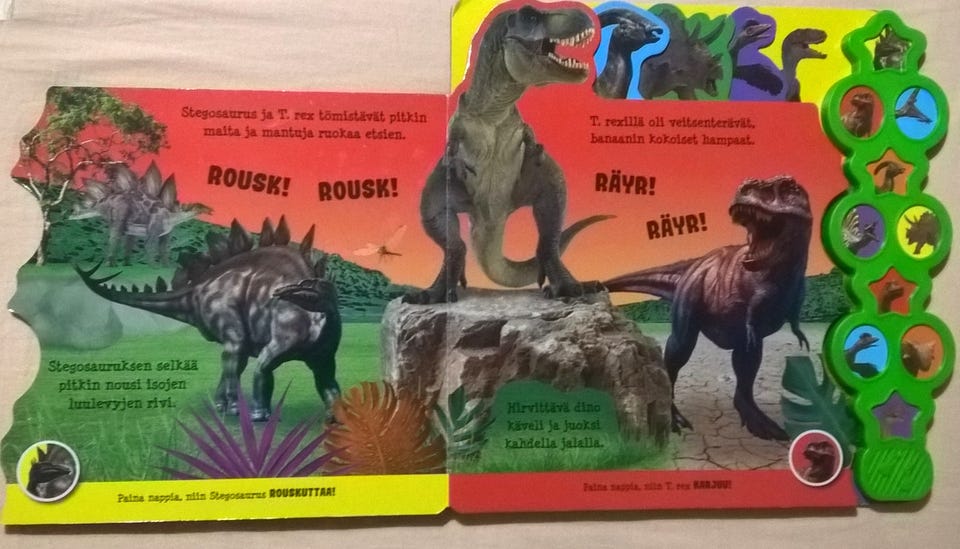 Stegosaurus ja T. rex tömistävät pitkin
maita ja mantuja ruokaa etsien.
ROUSK! ROUSK!
Stegosauruksen selkää
pitkin nousi isojen
luulevyjen rivi.
Paina nappia, niin Stegosaurus ROUSKUTTAA!
T. rexillä oli veitsenterävät,
banaanin kokoiset hampaat.
RÄYR!
RÄYR!
Hirvittävä dino
käveli ja juoksi
kahdella jalalla.
Paina nappia, niin T. rex KARJUU!